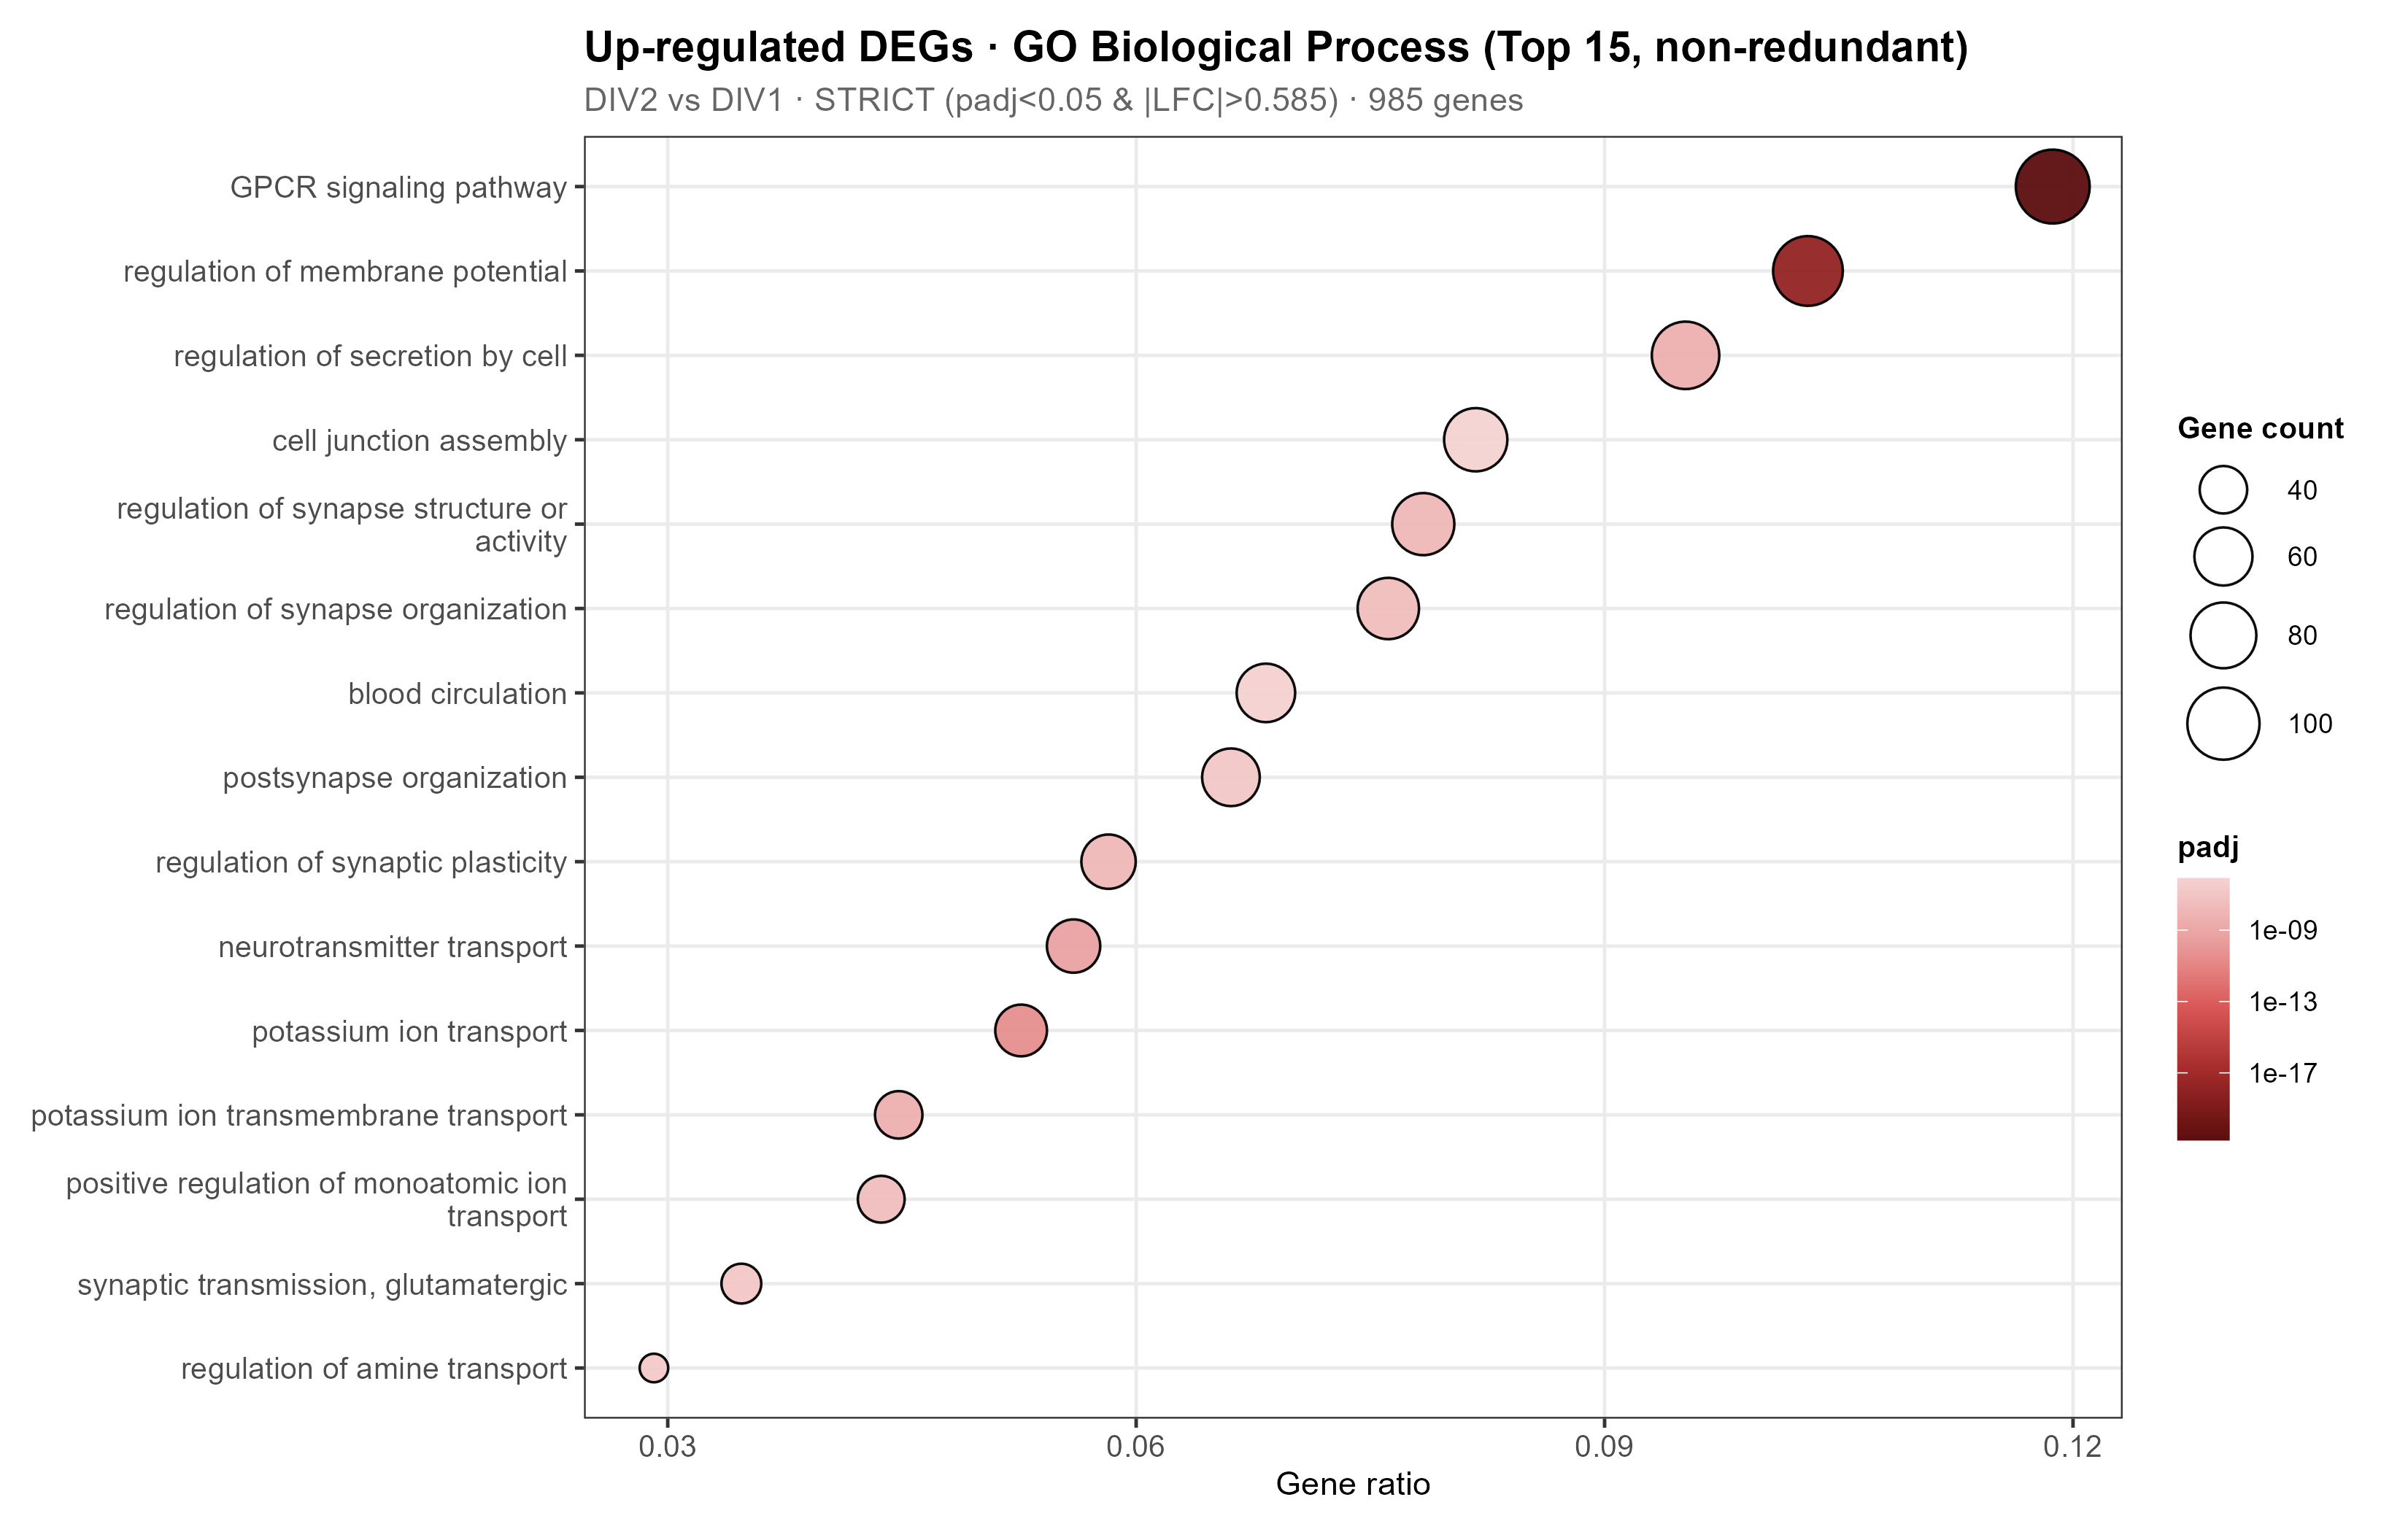 Up-regulated DEGs · GO Biological Process (Top 15, non-redundant)
DIV2 vs DIV1 · STRICT (padj<0.05 & |LFC|>0.585) · 985 genes
GPCR signaling pathway
regulation of membrane potential
regulation of secretion by cell
cell junction assembly
regulation of synapse structure or
activity
regulation of synapse organization
blood circulation
postsynapse organization
regulation of synaptic plasticity
neurotransmitter transport
potassium ion transport
potassium ion transmembrane transport
positive regulation of monoatomic ion
transport
synaptic transmission, glutamatergic
regulation of amine transport
0.03
0.06
0.09
0.12
Gene ratio
Gene count
40
60
80
100
padj
1e-09
1e-13
1e-17